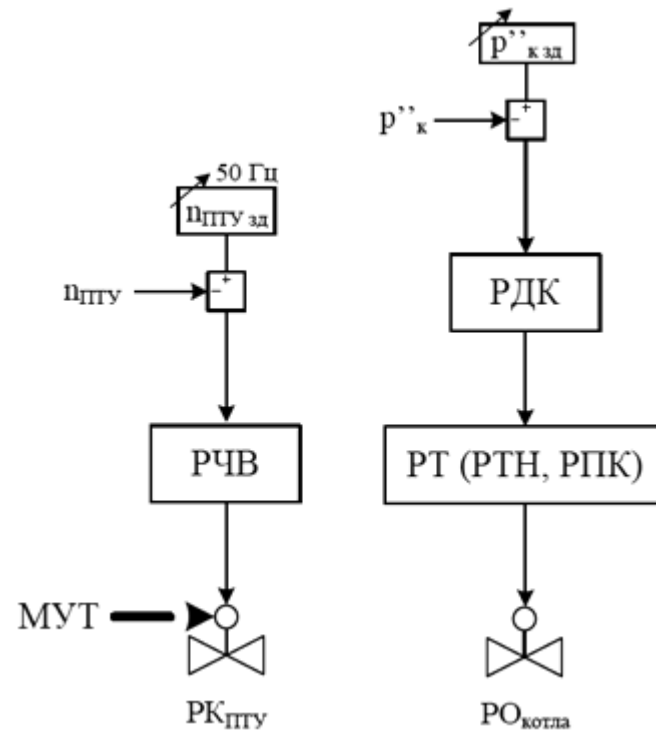 p’’к зд
+
p’’к
−
50 Гц
nПТУ зд
+
nПТУ
−
РДК
РЧВ
РТ (РТН, РПК)
МУТ
РКПТУ
РОкотла